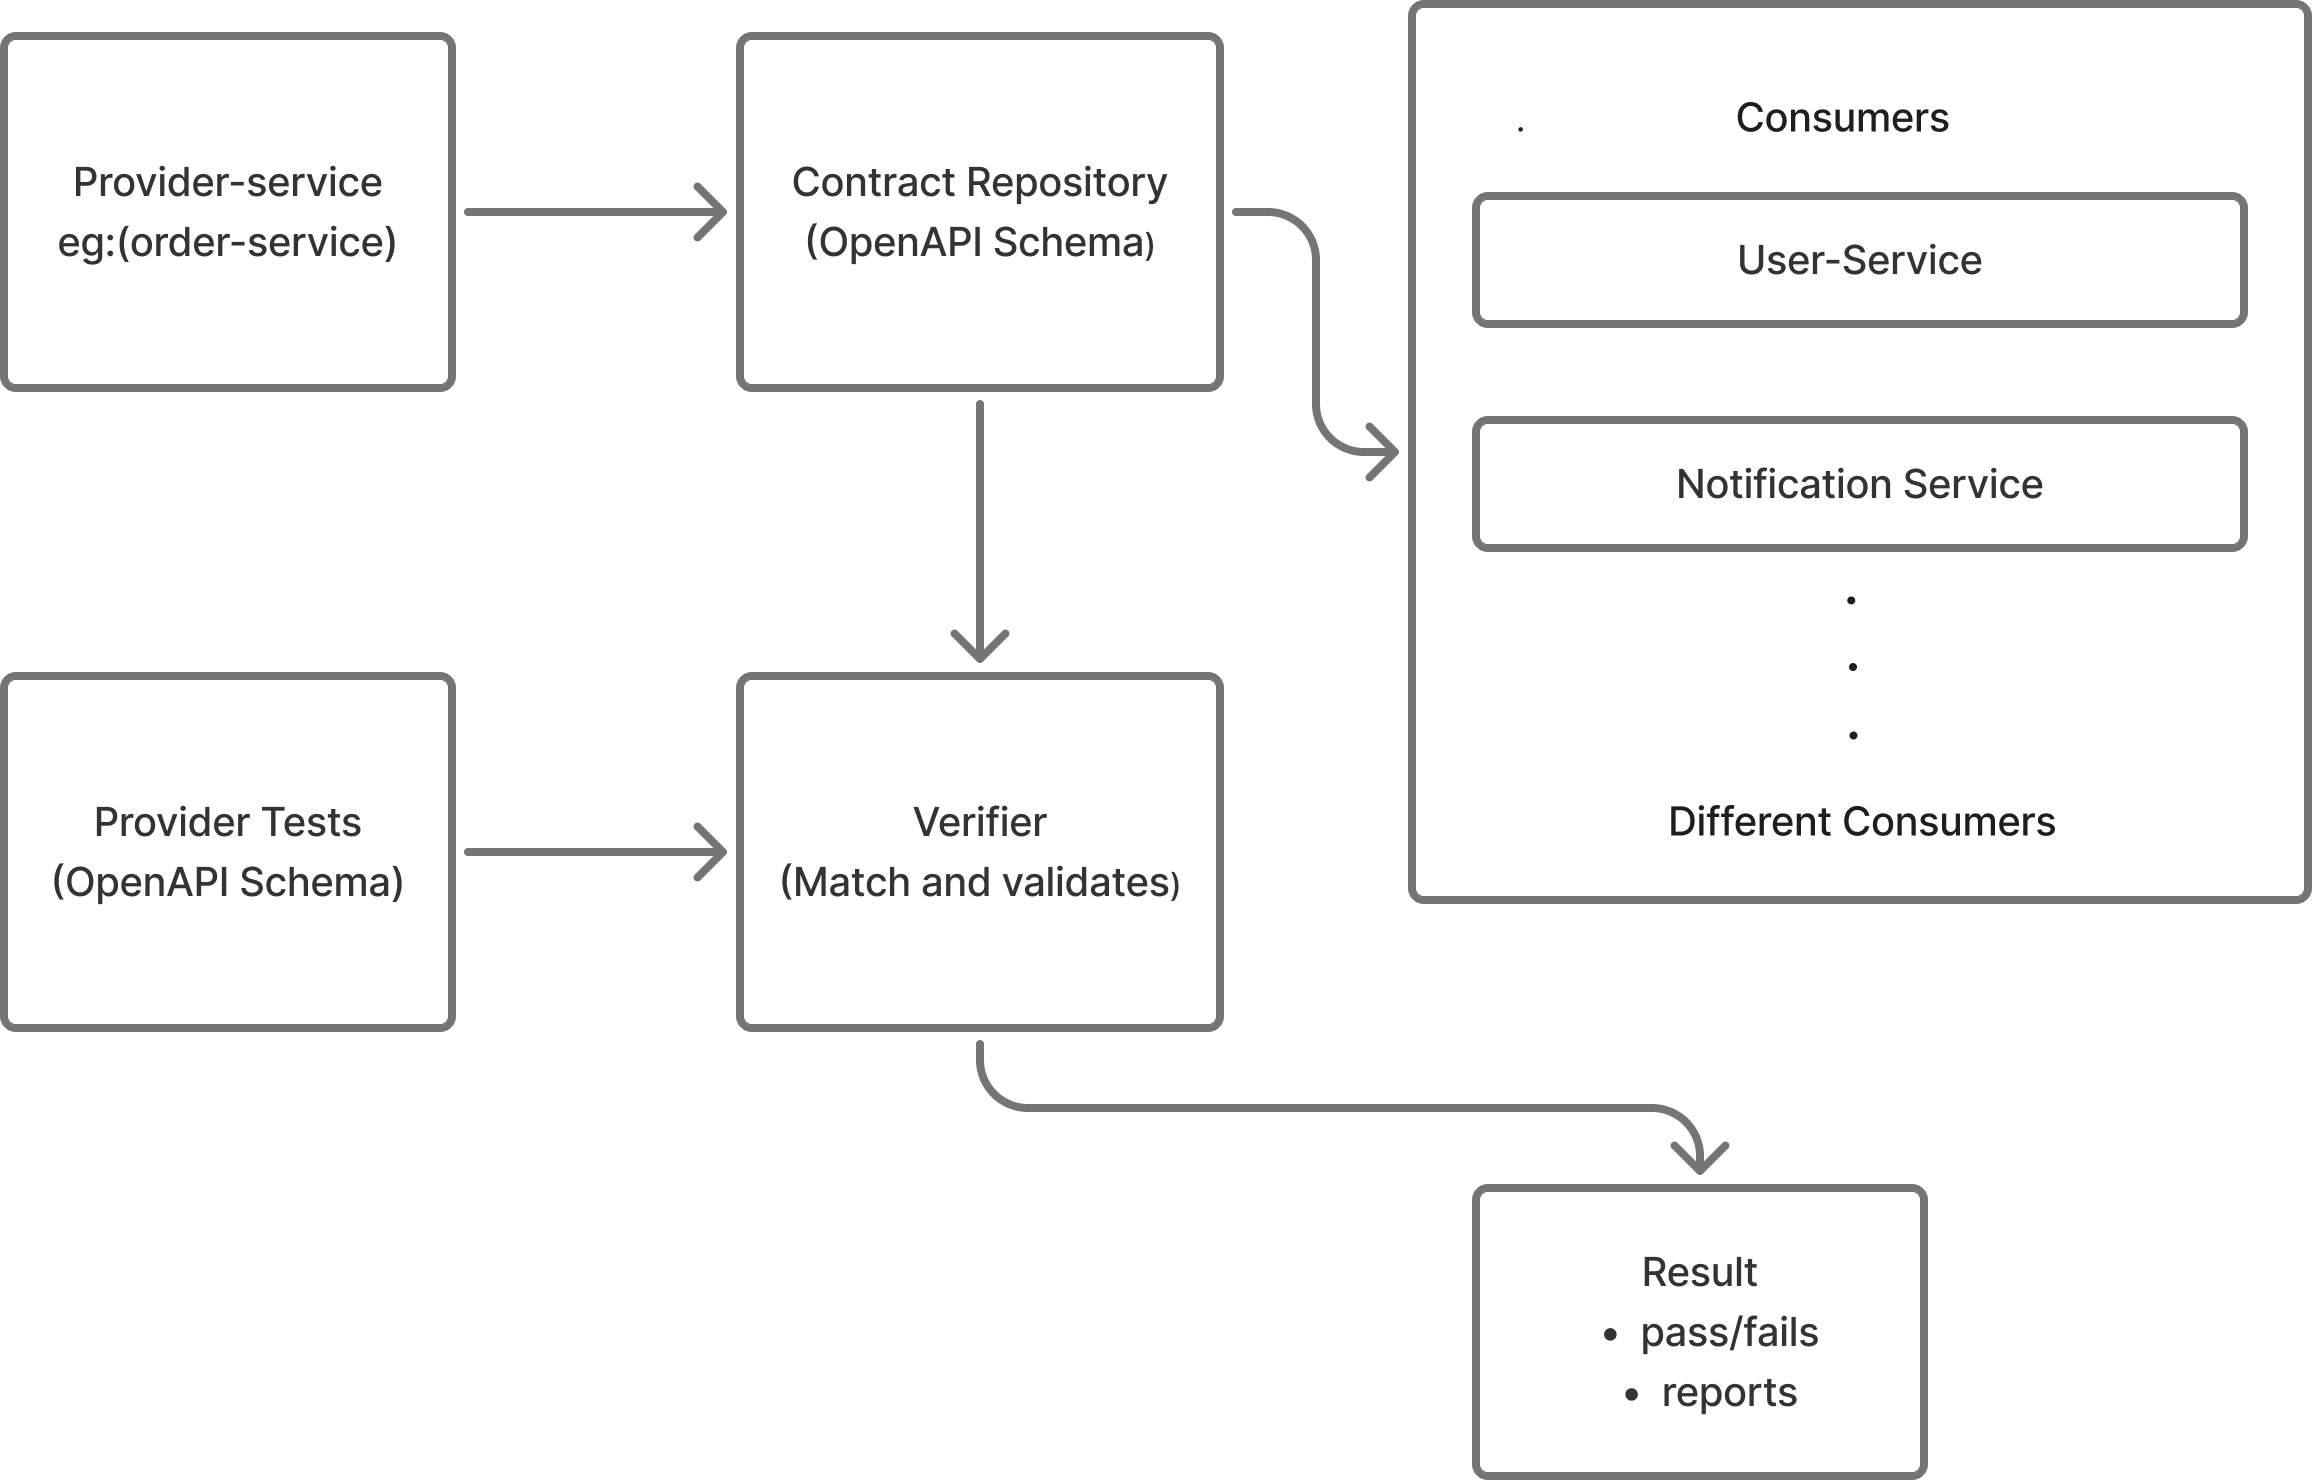 Provider-service
eg:(order-service)
Contract Repository
(OpenAPI Schema)
.
Consumers
User-Service
Notification Service
.
.
.
Different Consumers
Provider Tests
(OpenAPI Schema)
Verifier
(Match and validates)
Result
• pass/fails
• reports